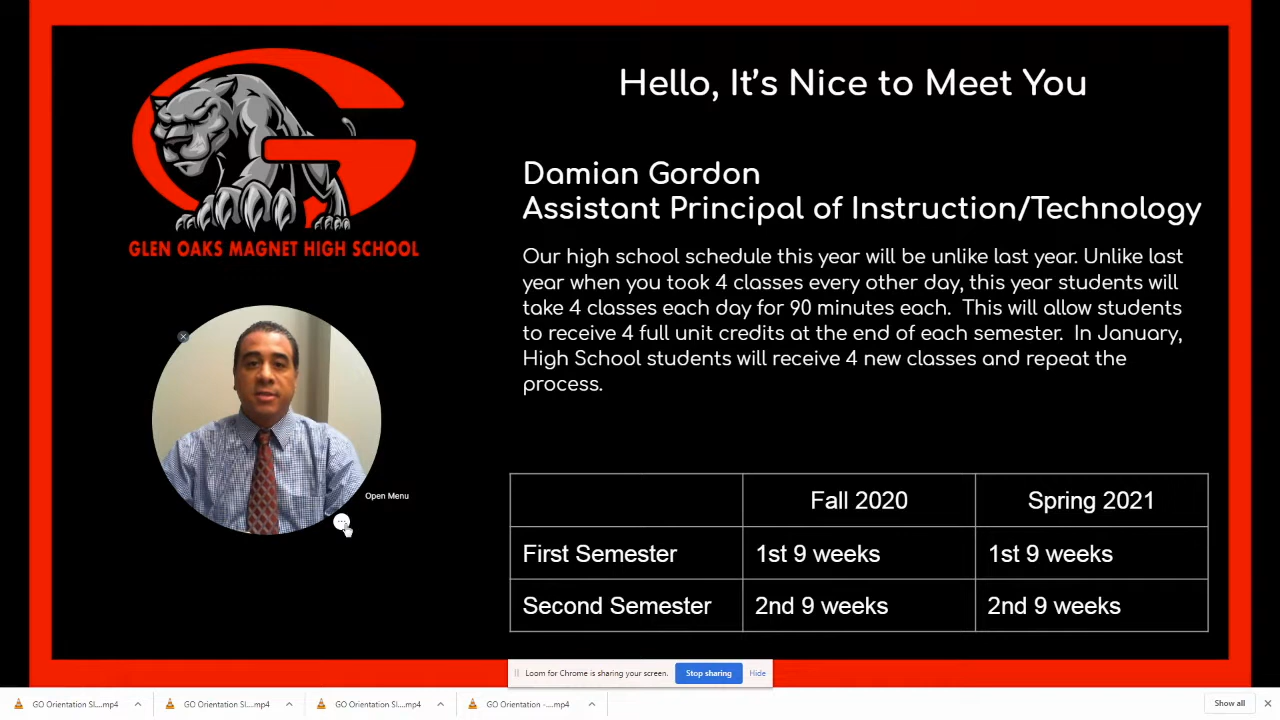 Hello, It's Nice to Meet You
GLEN OAKS MAGNET HIGH SCHOOL
Damian Gordon
Assistant Principal of Instruction/Technology
Our high school schedule this year will be unlike last year. Unlike last
year when you took 4 classes every other day, this year students will
take 4 classes each day for 90 minutes each.  This will allow students
to receive 4 full unit credits at the end of each semester.  In January,
High School students will receive 4 new classes and repeat the
process.
Open Menu
Fall 2020 Spring 2021
First Semester 1st 9 weeks 1st 9 weeks
Second Semester 2nd 9 weeks 2nd 9 weeks
Loom for Chrome is sharing your screen. Stop sharing Hide
GO Orientation Sl....mp4 GO Orientation Sl....mp4 GO Orientation Sl....mp4 GO Orientation -....mp4 Show all